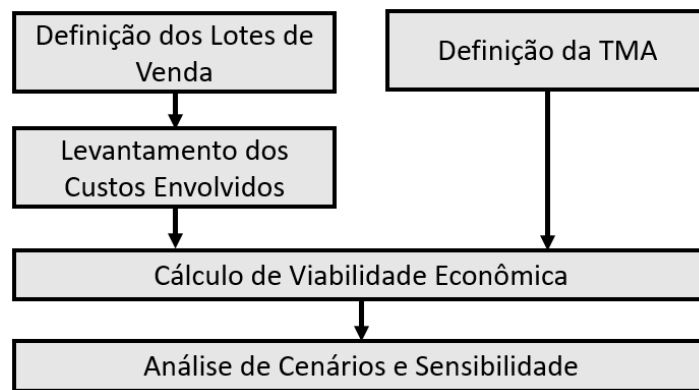 Definição dos Lotes de
Venda
Definição da TMA
Levantamento dos
Custos Envolvidos
Cálculo de Viabilidade Econômica
Análise de Cenários e Sensibilidade